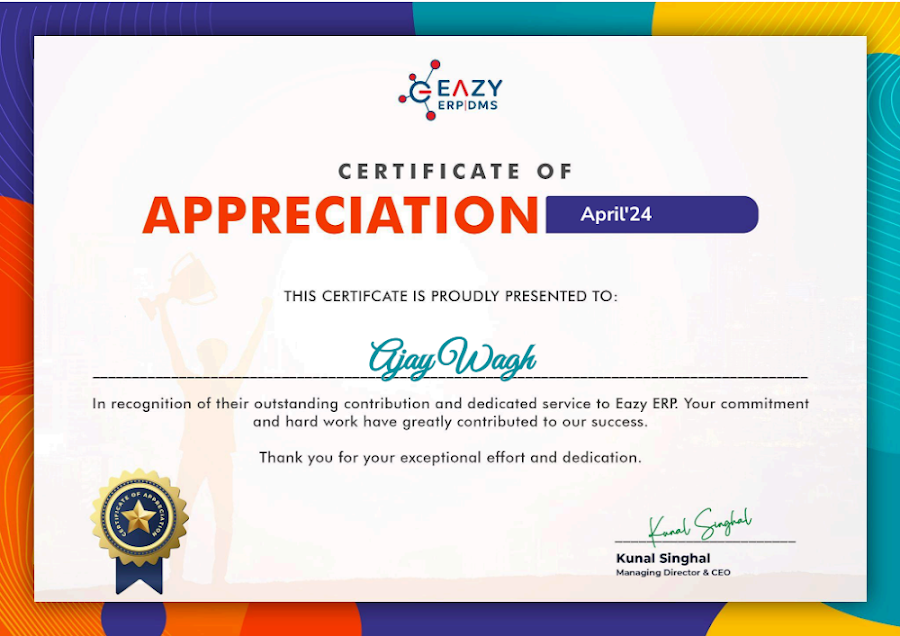 EAZY
ERP|DMS
CERTIFICATE OF
APPRECIATION
April'24
THIS CERTIFCATE IS PROUDLY PRESENTED TO:
Ajay Wagh
In recognition of their outstanding contribution and dedicated service to Eazy ERP. Your commitment
and hard work have greatly contributed to our success.
Thank you for your exceptional effort and dedication.
CERTIFICATE OF APPRECIATION
Kunal Singhal
Kunal Singhal
Managing Director & CEO